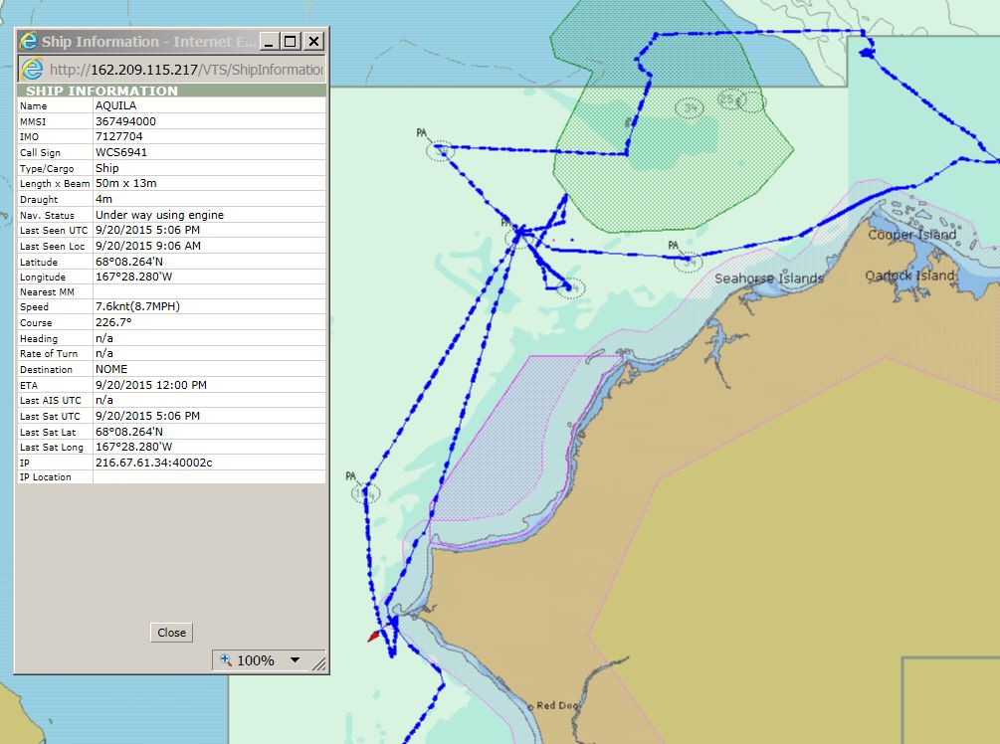 Ship Information - Internet E...
http://162.209.115.217/VTS/ShipInformation
SHIP INFORMATION
Name AQUILA
MMSI 367494000
IMO 7127704
Call Sign WCS6941
Type/Cargo Ship
Length x Beam 50m x 13m
Draught 4m
Nav. Status Under way using engine
Last Seen UTC 9/20/2015 5:06 PM
Last Seen Loc 9/20/2015 9:06 AM
Latitude 68°08.264'N
Longitude 167°28.280'W
Nearest MM
Speed 7.6knt(8.7MPH)
Course 226.7°
Heading n/a
Rate of Turn n/a
Destination NOME
ETA 9/20/2015 12:00 PM
Last AIS UTC n/a
Last Sat UTC 9/20/2015 5:06 PM
Last Sat Lat 68°08.264'N
Last Sat Long 167°28.280'W
IP 216.67.61.34:40002c
IP Location
Close
100%
34
PA
PA
PA
Cooper Island
Seahorse Islands
Oarlock Island
PA
Red Dog